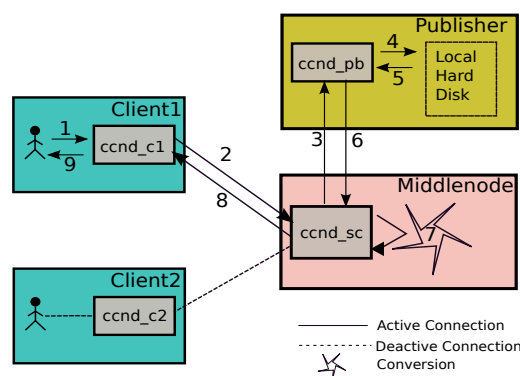 Publisher
ccnd_pb
4
5
Local
Hard
Disk
Client1
1
9
ccnd_c1
2
8
3
6
Middlenode
ccnd_sc
7
Client2
ccnd_c2
Active Connection
Deactive Connection
Conversion